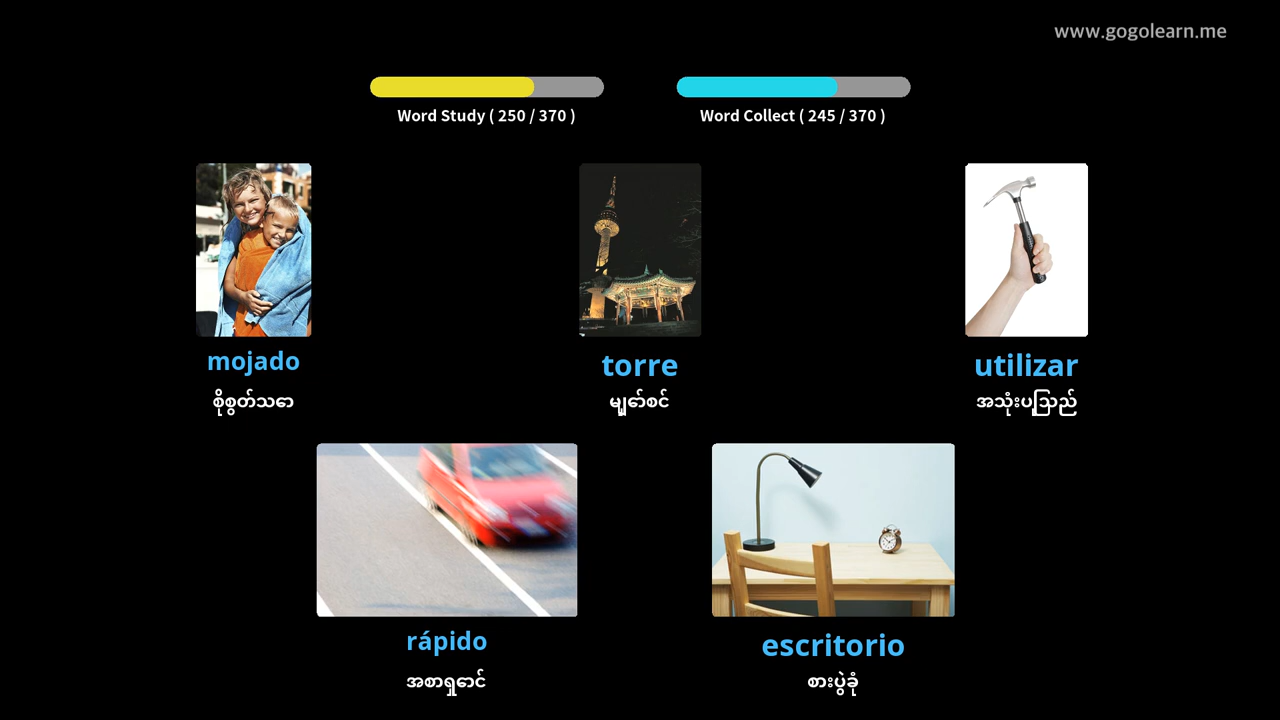 www.gogolearn.me
Word Study ( 250 / 370 )
Word Collect ( 245 / 370 )
mojado
စိုစွတ်သော
torre
မျှော်စင်
utilizar
အသုံးပြုသည်
rápido
အစာရှောင်
escritorio
စားပွဲခုံ